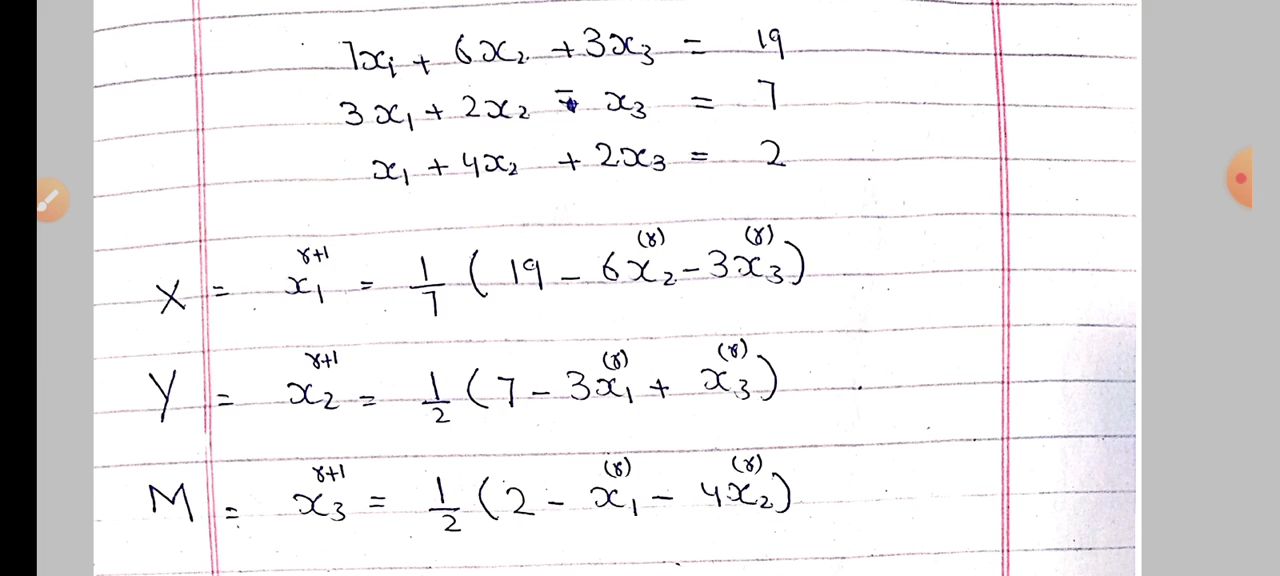 7x₁ + 6x₂ + 3x₃ = 19
3x₁ + 2x₂ - x₃ = 7
x₁ + 4x₂ + 2x₃ = 2
X = x₁^(r+1) = 1/7 (19 - 6x₂^(r) - 3x₃^(r))
Y = x₂^(r+1) = 1/2 (7 - 3x₁^(r) + x₃^(r))
M = x₃^(r+1) = 1/2 (2 - x₁^(r) - 4x₂^(r))